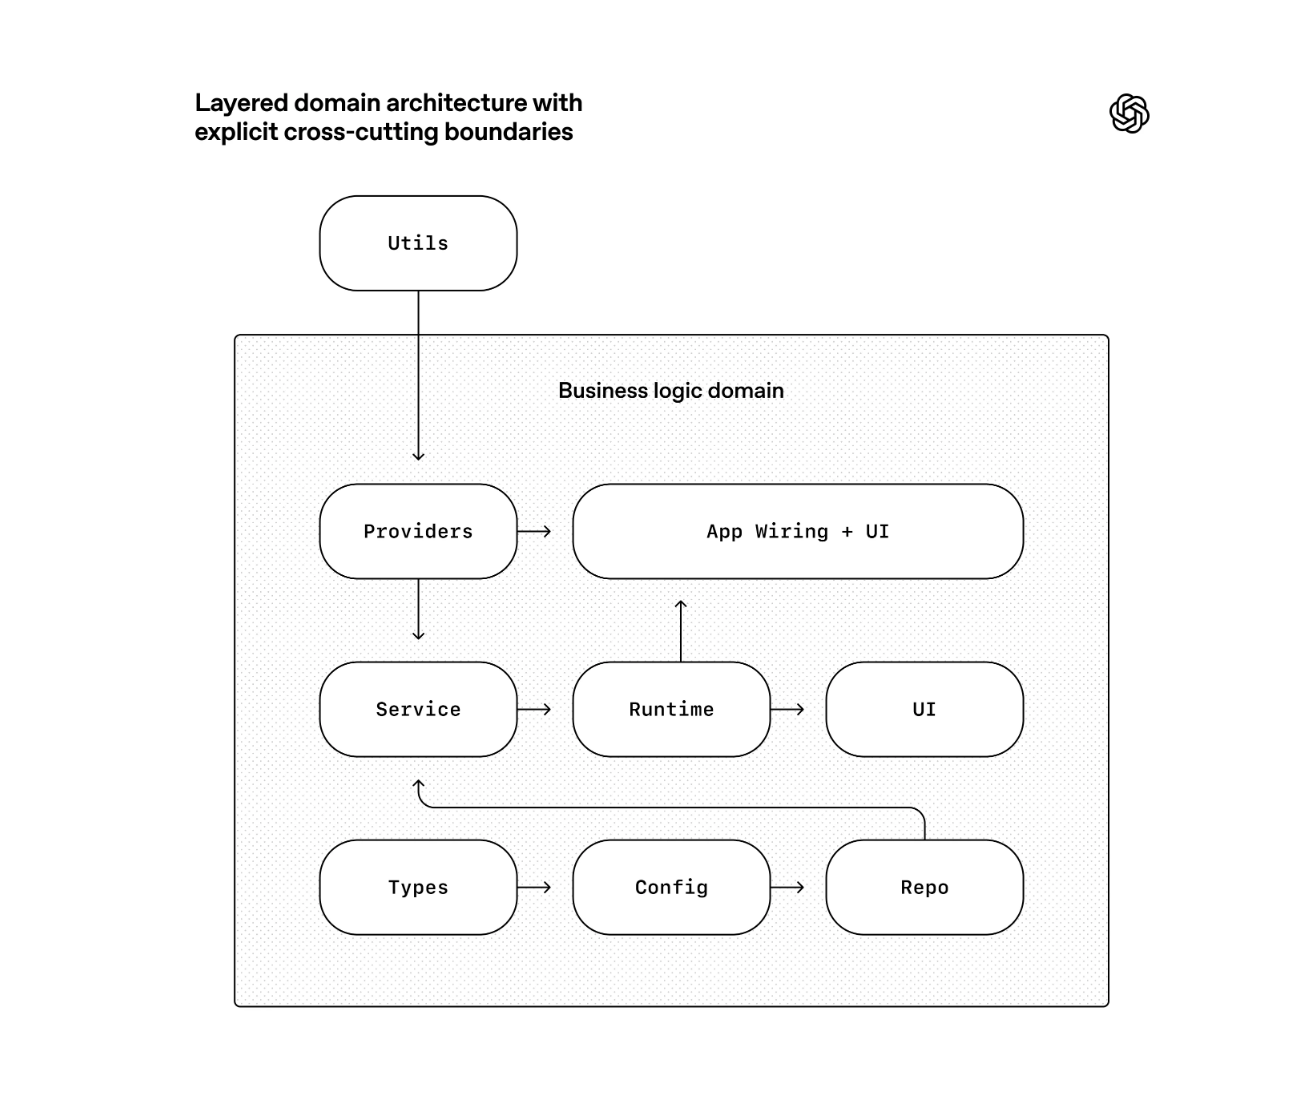 Layered domain architecture with
explicit cross-cutting boundaries
Utils
Business logic domain
Providers
App Wiring + UI
Service
Runtime
UI
Types
Config
Repo